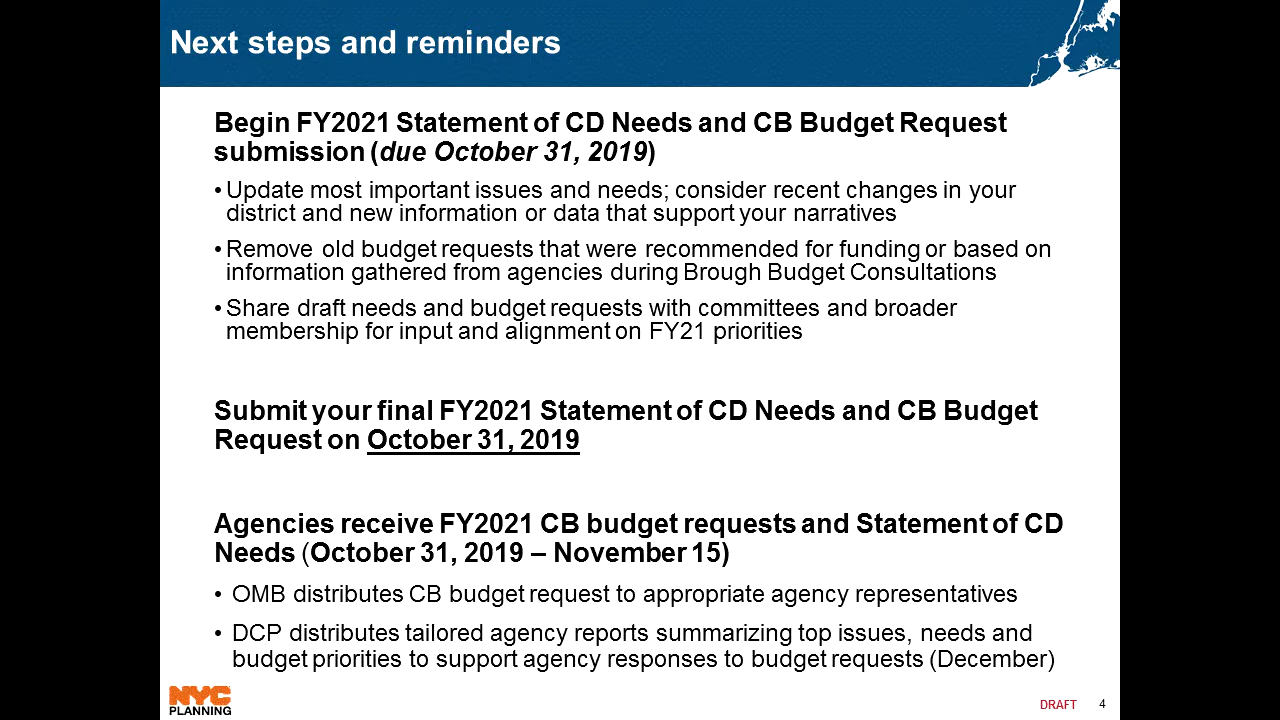 Next steps and reminders
Begin FY2021 Statement of CD Needs and CB Budget Request
submission (due October 31, 2019)
• Update most important issues and needs; consider recent changes in your
district and new information or data that support your narratives
• Remove old budget requests that were recommended for funding or based on
information gathered from agencies during Brough Budget Consultations
• Share draft needs and budget requests with committees and broader
membership for input and alignment on FY21 priorities
Submit your final FY2021 Statement of CD Needs and CB Budget
Request on October 31, 2019
Agencies receive FY2021 CB budget requests and Statement of CD
Needs (October 31, 2019 – November 15)
• OMB distributes CB budget request to appropriate agency representatives
• DCP distributes tailored agency reports summarizing top issues, needs and
budget priorities to support agency responses to budget requests (December)
NYC
PLANNING
DRAFT 4